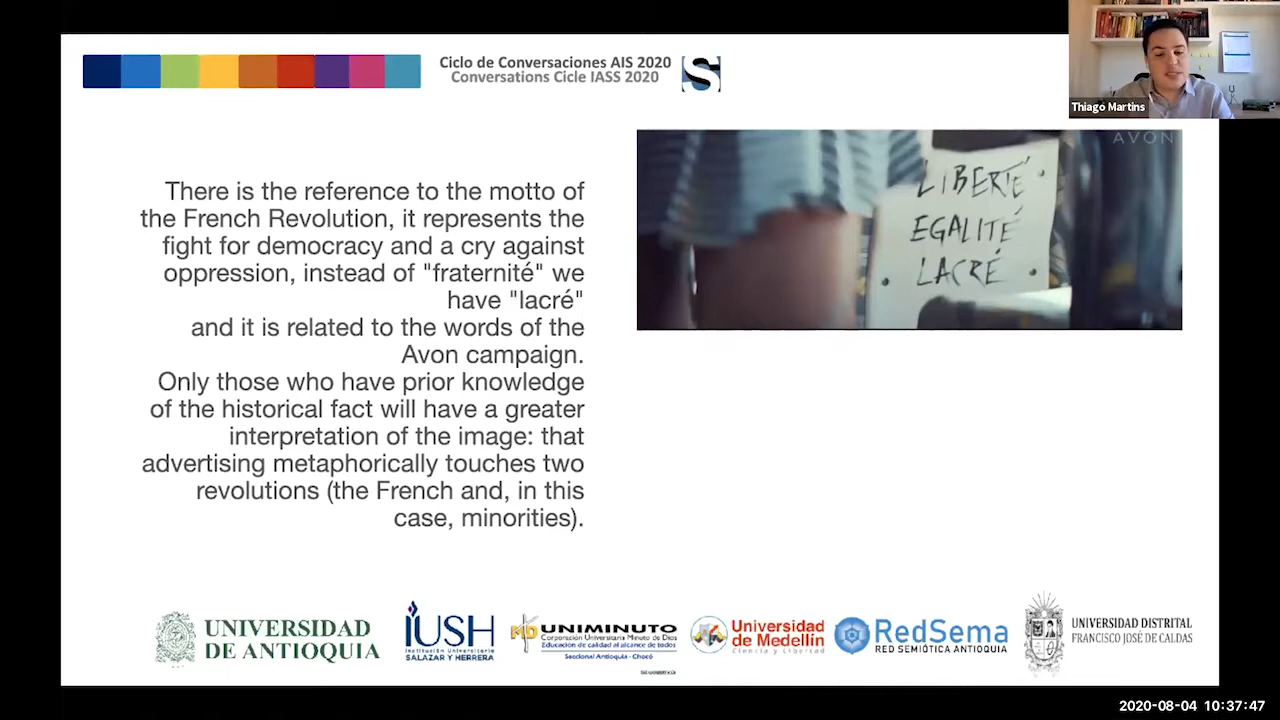 Ciclo de Conversaciones AIS 2020
Conversations Cicle IASS 2020
S
Thiago Martins
There is the reference to the motto of
the French Revolution, it represents the
fight for democracy and a cry against
oppression, instead of "fraternité" we
have "lacré"
and it is related to the words of the
Avon campaign.
Only those who have prior knowledge
of the historical fact will have a greater
interpretation of the image: that
advertising metaphorically touches two
revolutions (the French and, in this
case, minorities).
AVON
LIBERTÉ
EGALITÉ
LACRÉ
UNIVERSIDAD
DE ANTIOQUIA
IUSH
Institución Universitaria
SALAZAR Y HERRERA
MD UNIMINUTO
Corporación Universitaria Minuto de Dios
Educación de calidad al alcance de todos
Seccional Antioquia - Chocó
Universidad
de Medellín
Ciencia y Libertad
RedSema
RED SEMIÓTICA ANTIOQUIA
UNIVERSIDAD DISTRITAL
FRANCISCO JOSÉ DE CALDAS
2020-08-04 10:37:47